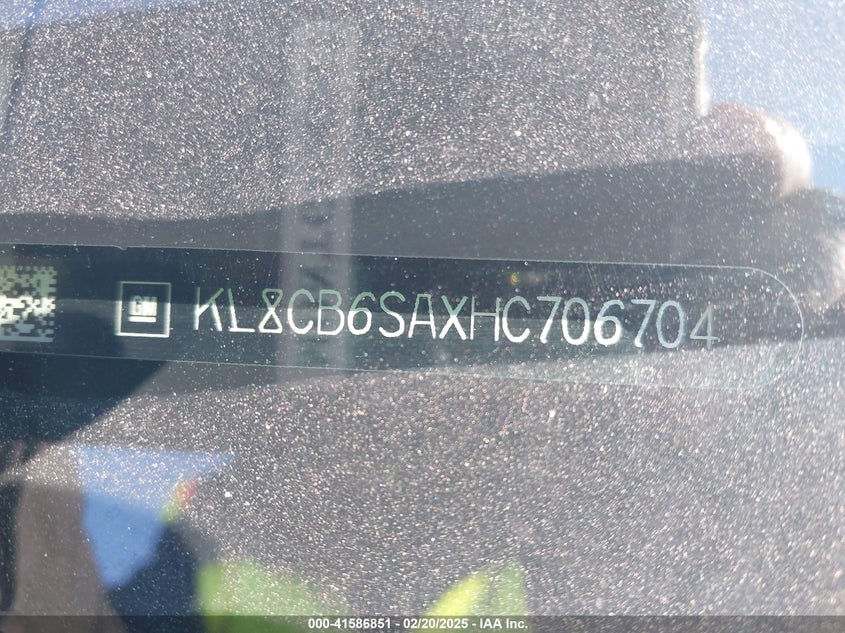 GM KL8CB6SAXHC706704
000-41586851 | 02/20/2025 - IAA Inc.